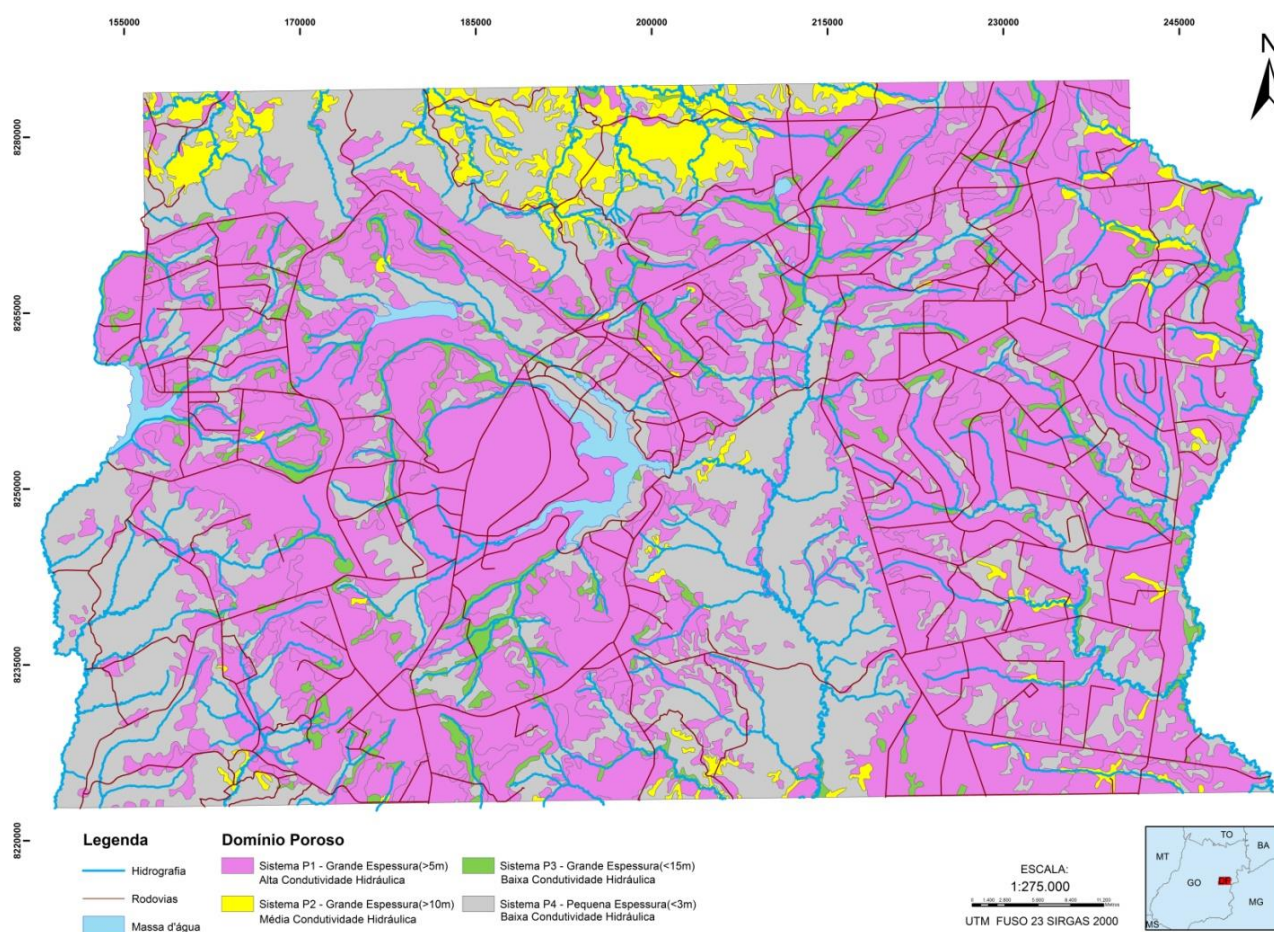 155000
170000
185000
200000
215000
230000
245000
N
8280000
8265000
8250000
8235000
8220000
Legenda
Hidrografia
Rodovias
Massa d'água
Domínio Poroso
Sistema P1 - Grande Espessura(>5m)
Alta Condutividade Hidráulica
Sistema P2 - Grande Espessura(>10m)
Média Condutividade Hidráulica
Sistema P3 - Grande Espessura(<15m)
Baixa Condutividade Hidráulica
Sistema P4 - Pequena Espessura(<3m)
Baixa Condutividade Hidráulica
ESCALA:
1:275.000
UTM FUSO 23 SIRGAS 2000
TO
MT
BA
GO
DF
MG
MS